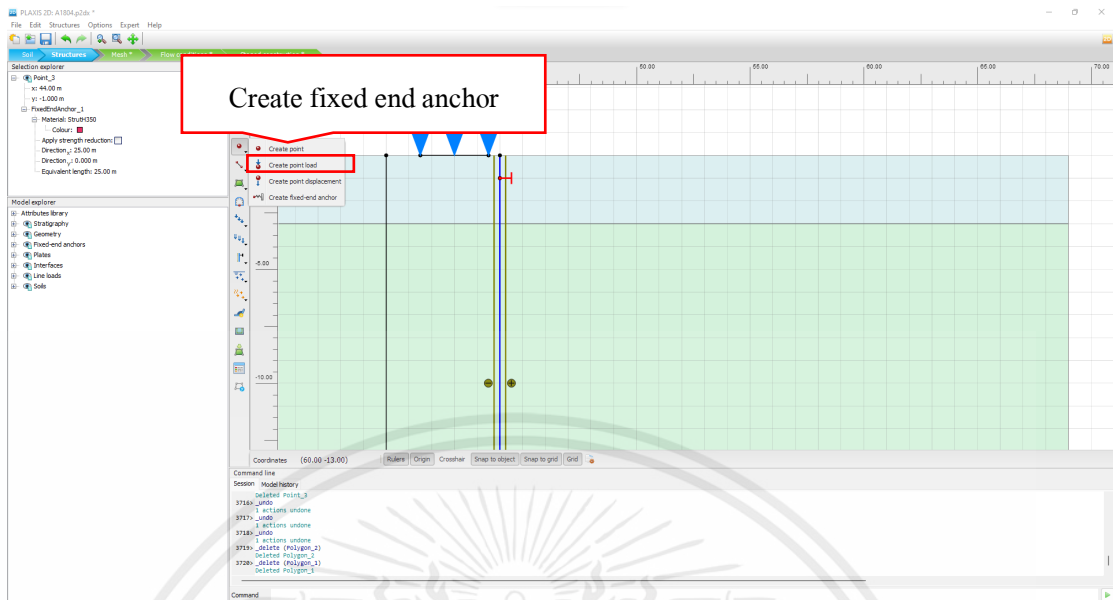 PLAXIS 2D: A1804.p2dx *
File Edit Structures Options Expert Help
Soil Structures Mesh * Flow
Selection explorer
Point_3
x: 44.00 m
y: -1.000 m
FixedEndAnchor_1
Material: StrutH350
Colour:
Apply strength reduction:
Direction x: 25.00 m
Direction y: 0.000 m
Equivalent length: 25.00 m
Model explorer
Attributes library
Stratigraphy
Geometry
Fixed-end anchors
Plates
Interfaces
Line loads
Soils
Create fixed end anchor
50.00 55.00 60.00 65.00 70.00
Create point
Create point load
Create point displacement
Create fixed-end anchor
-5.00
-10.00
Coordinates (60.00 -13.00) Rulers Origin Crosshair Snap to object Snap to grid Grid
Command line
Session Model history
Deleted Point_3
3716> _undo
1 actions undone
3717> _undo
1 actions undone
3718> _undo
1 actions undone
3719> _delete (Polygon_2)
Deleted Polygon_2
3720> _delete (Polygon_1)
Deleted Polygon_1
Command